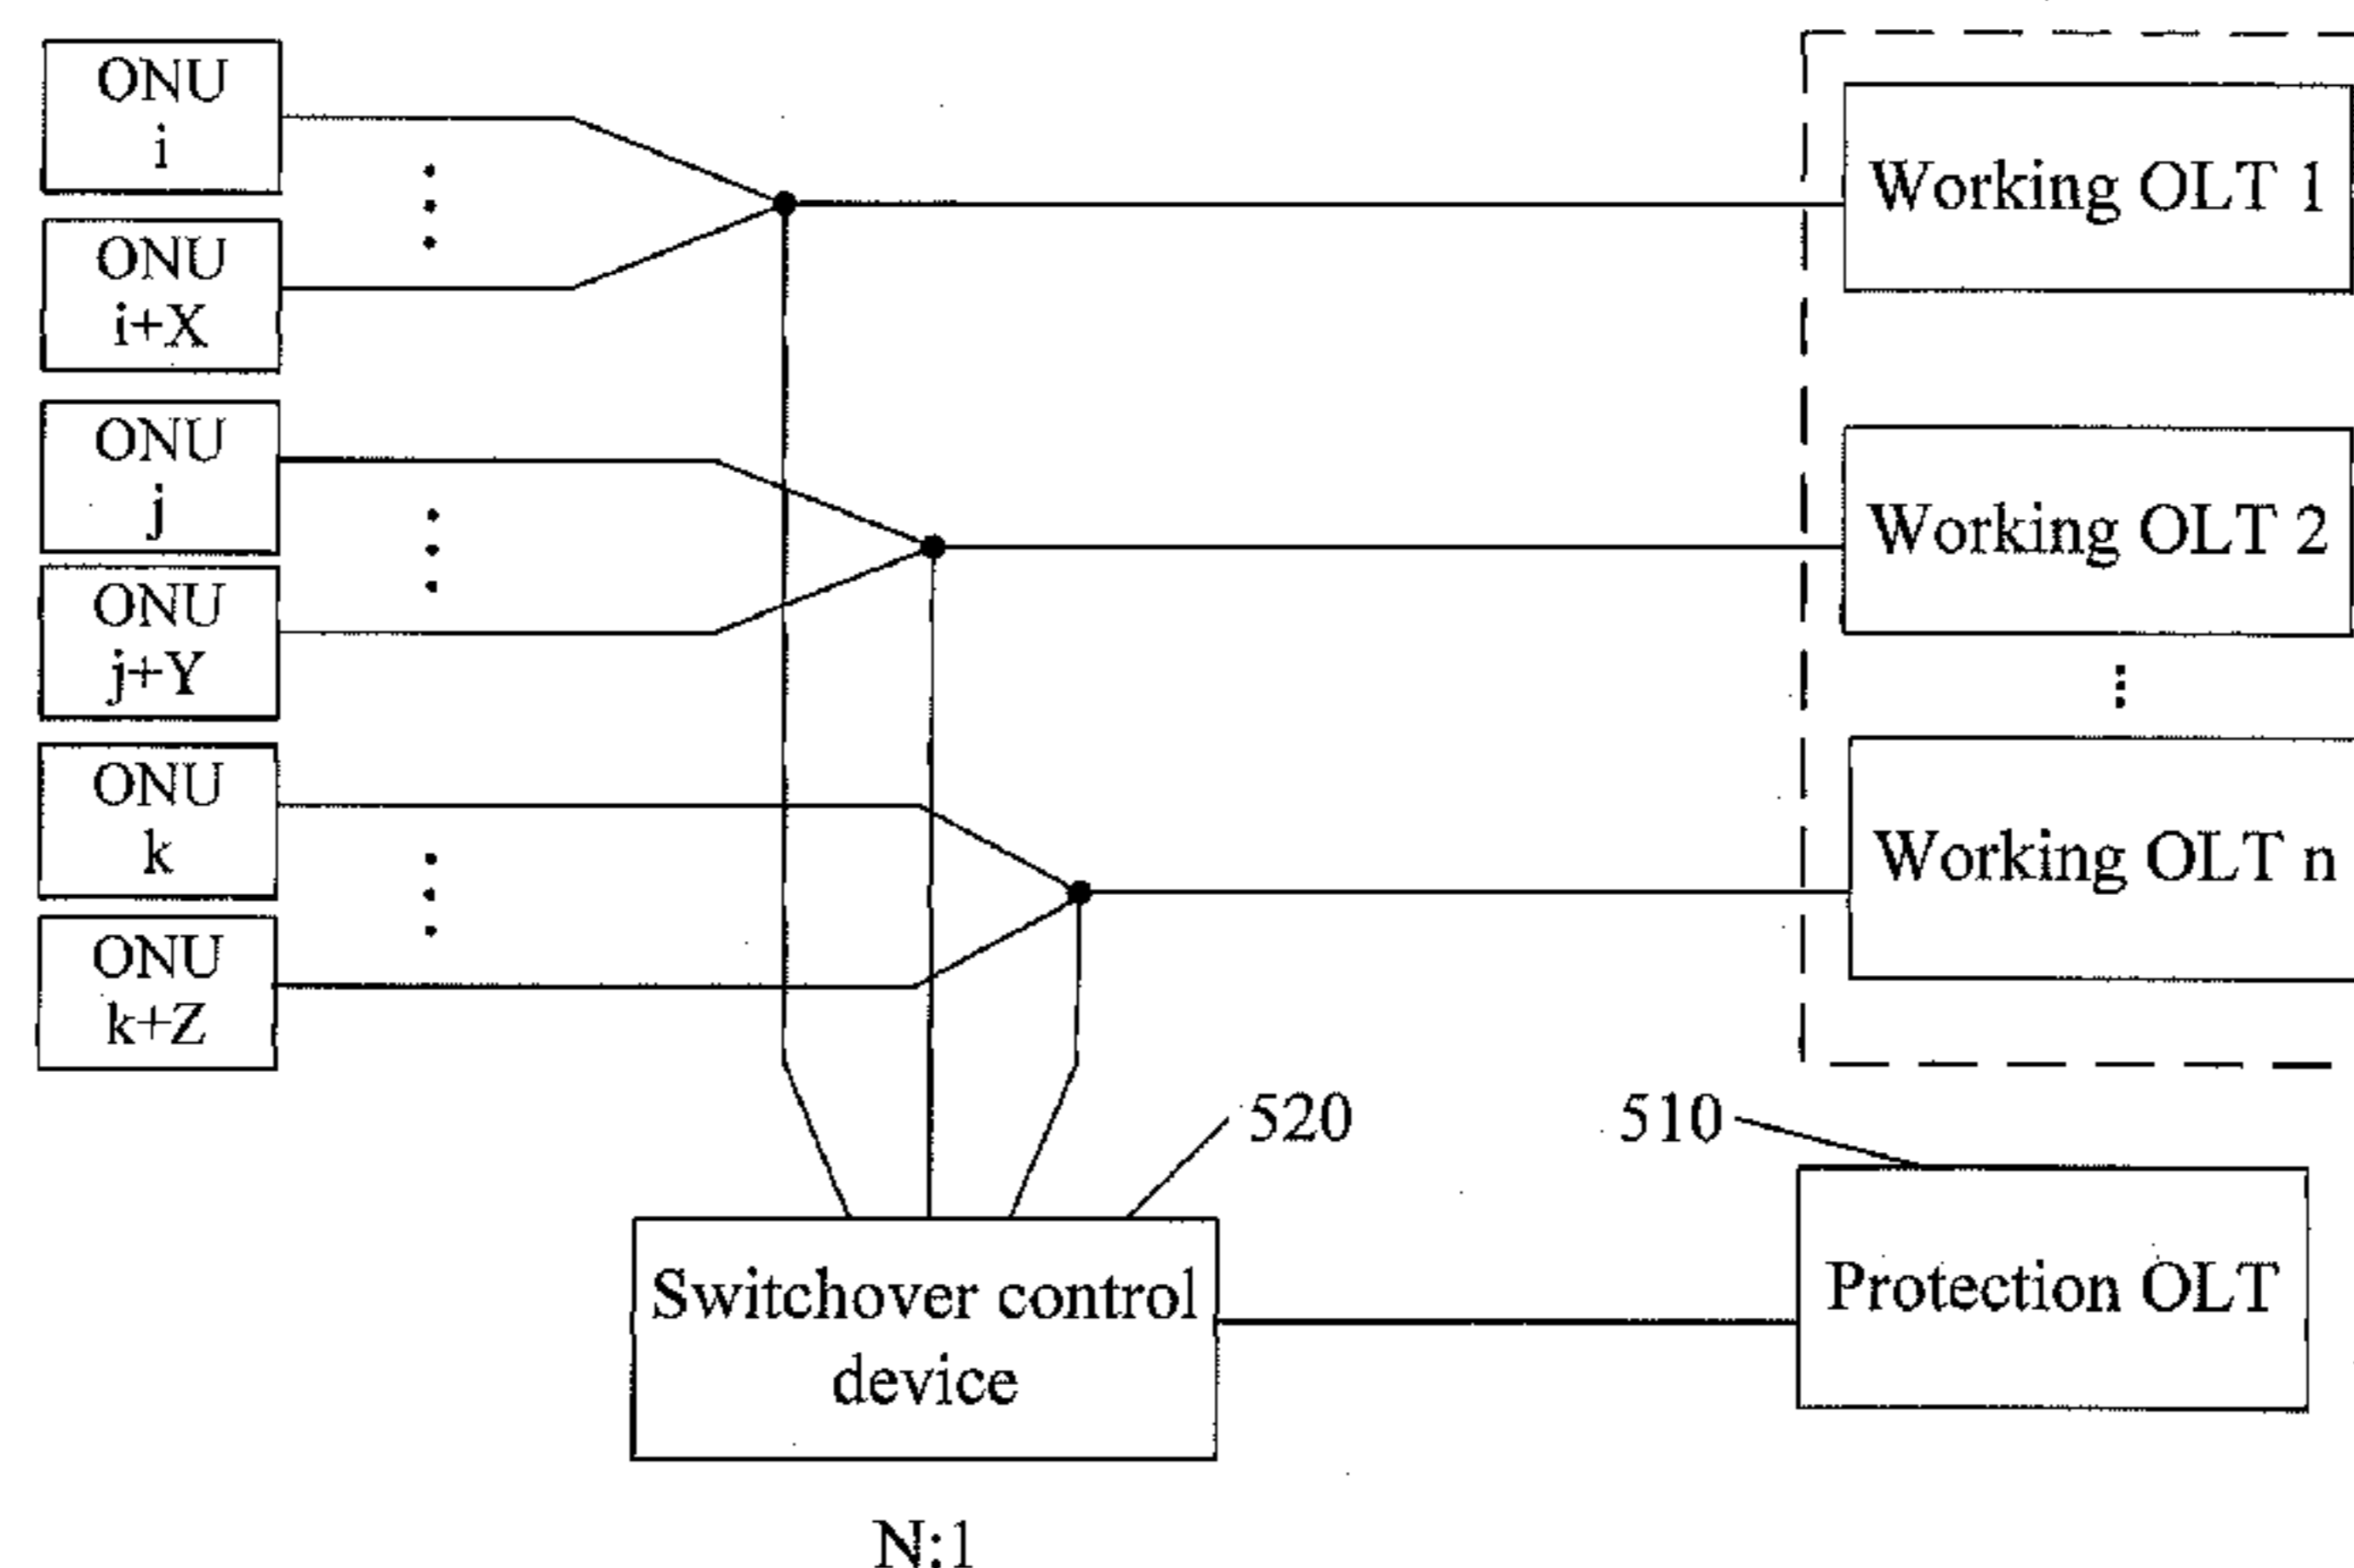 ONU
i
ONU
i+X
ONU
j
ONU
j+Y
ONU
k
ONU
k+Z
Working OLT 1
Working OLT 2
Working OLT n
520
510
Switchover control
device
Protection OLT
N:1